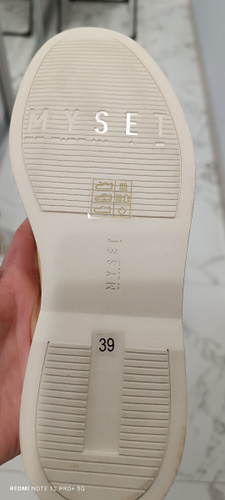 MYSET
MYSET
39
REDMI NOTE 12 PRO+ 5G